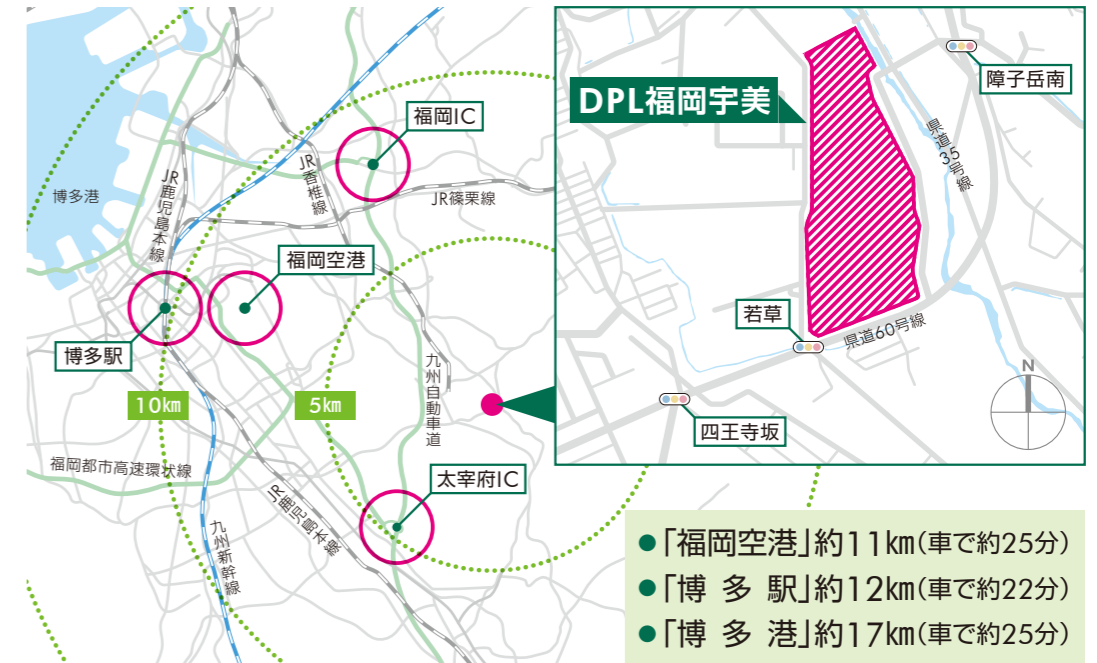 福岡IC
JR鹿児島本線
JR香椎線
JR篠栗線
博多港
福岡空港
博多駅
10km
5km
九州自動車道
福岡都市高速環状線
太宰府IC
JR鹿児島本線
九州新幹線
DPL福岡宇美
障子岳南
県道35号線
若草
県道60号線
四王寺坂
N
●「福岡空港」約11km(車で約25分)
●「博多駅」約12km(車で約22分)
●「博多港」約17km(車で約25分)